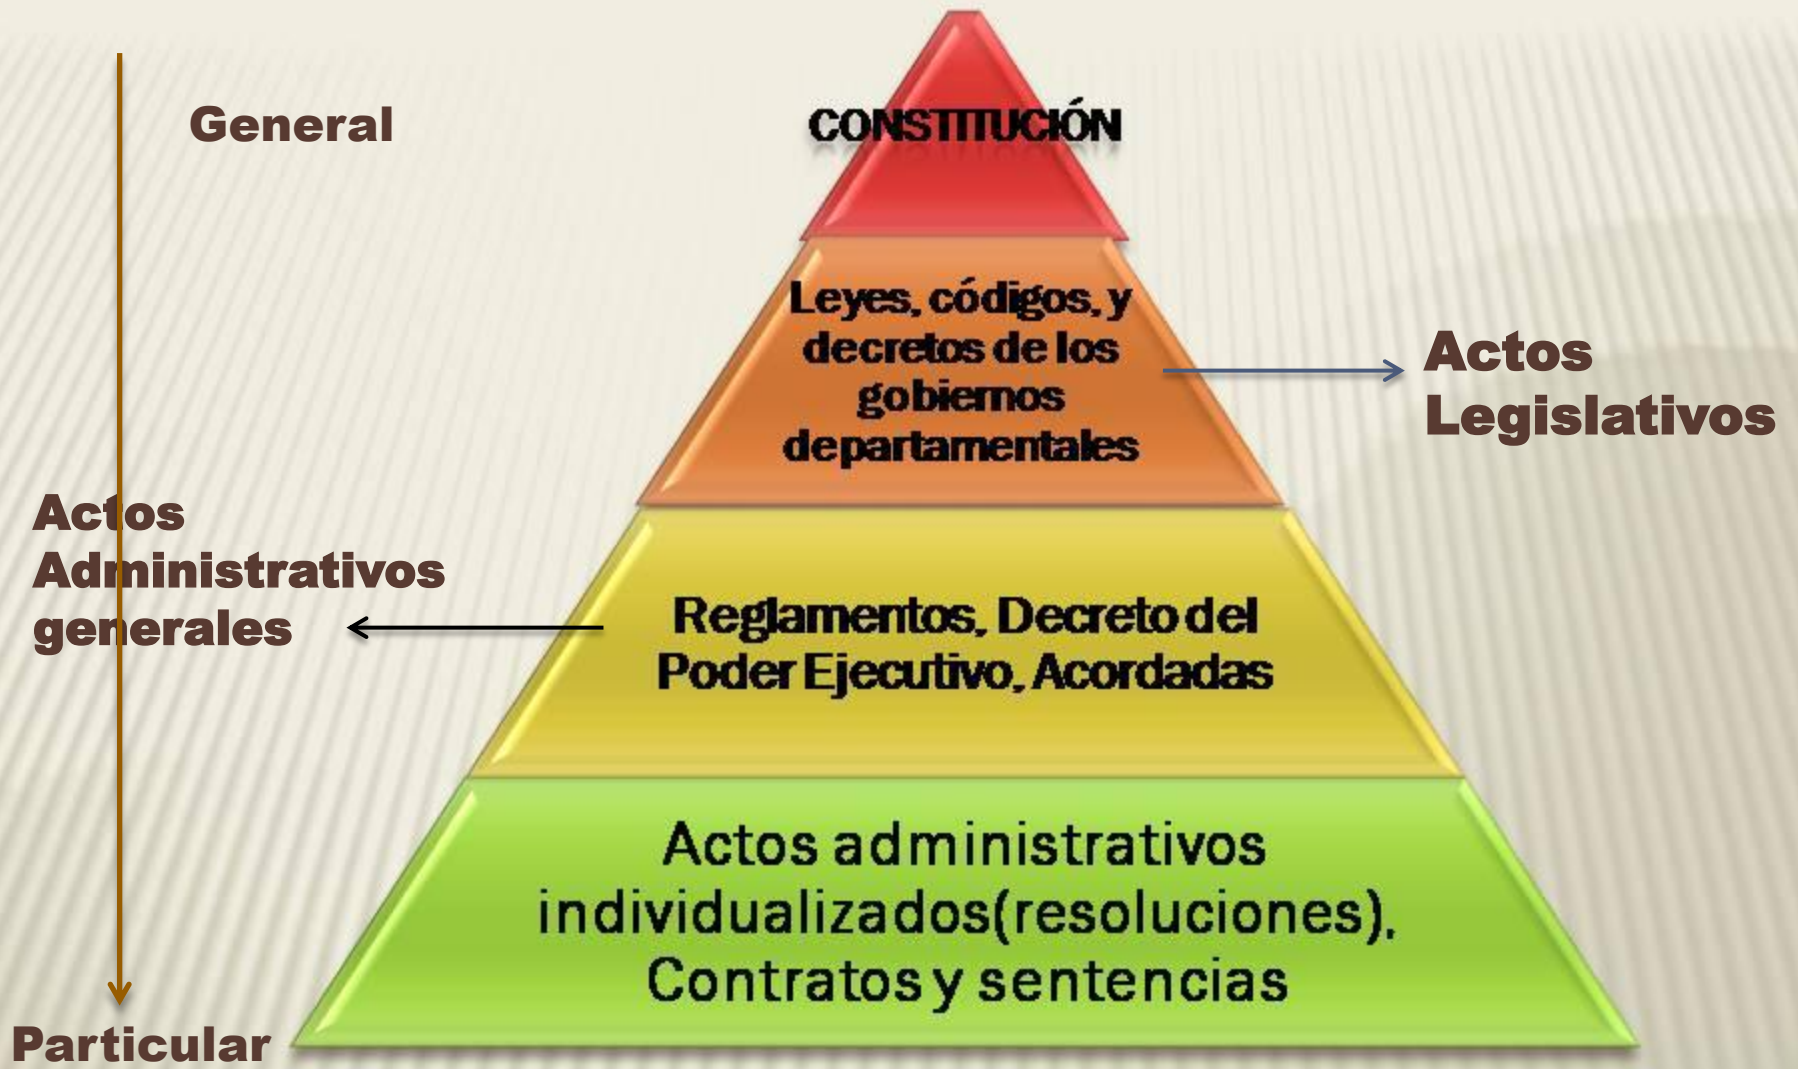 General
CONSTITUCIÓN
Leyes, códigos, y
decretos de los
gobiernos
departamentales
Actos
Legislativos
Actos
Administrativos
generales
Reglamentos, Decreto del
Poder Ejecutivo, Acordadas
Actos administrativos
individualizados(resoluciones),
Contratos y sentencias
Particular